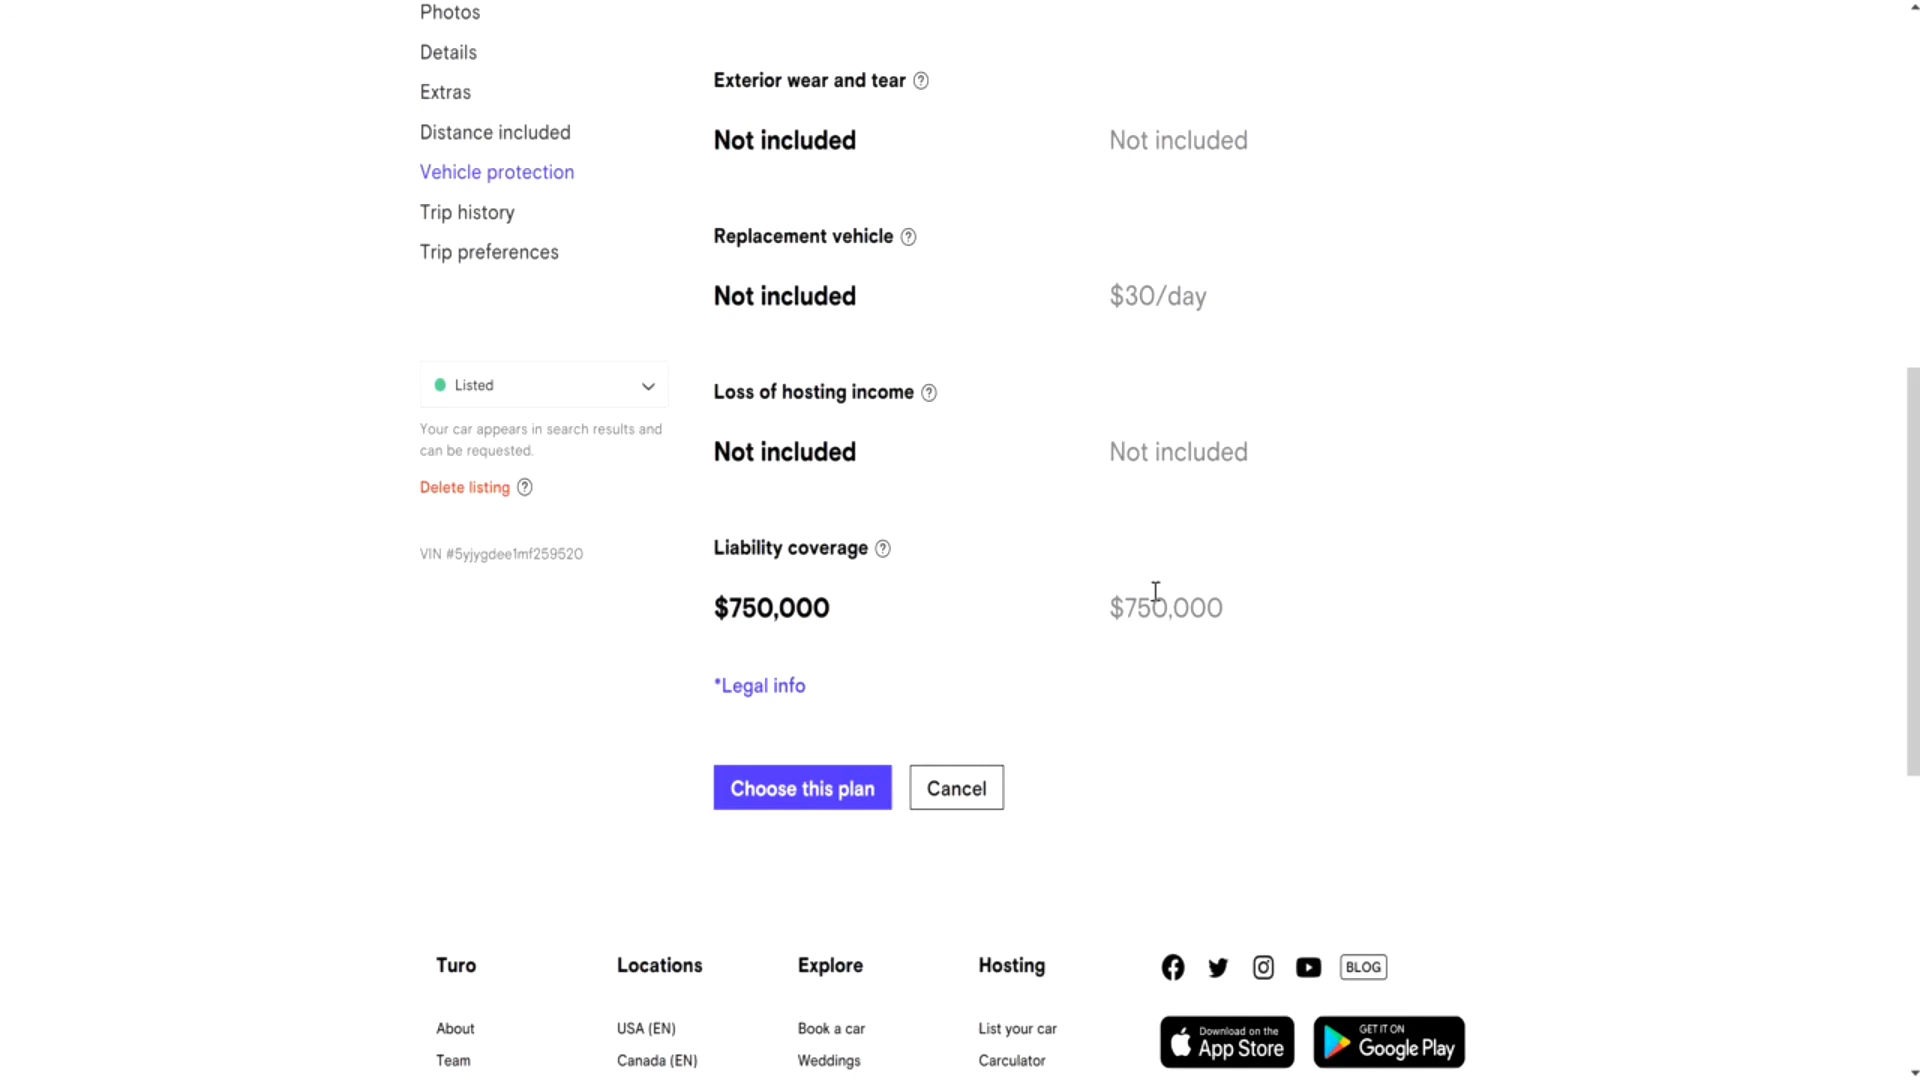 Photos
Details
Extras
Distance included
Vehicle protection
Trip history
Trip preferences
Listed
Your car appears in search results and
can be requested.
Delete listing ?
VIN #5yjygdee1mf259520
Exterior wear and tear ?
Not included Not included
Replacement vehicle ?
Not included $30/day
Loss of hosting income ?
Not included Not included
Liability coverage ?
$750,000 $750,000
*Legal info
Choose this plan Cancel
Turo Locations Explore Hosting BLOG
About USA (EN) Book a car List your car
Team Canada (EN) Weddings Carculator
Download on the
App Store
GET IT ON
Google Play